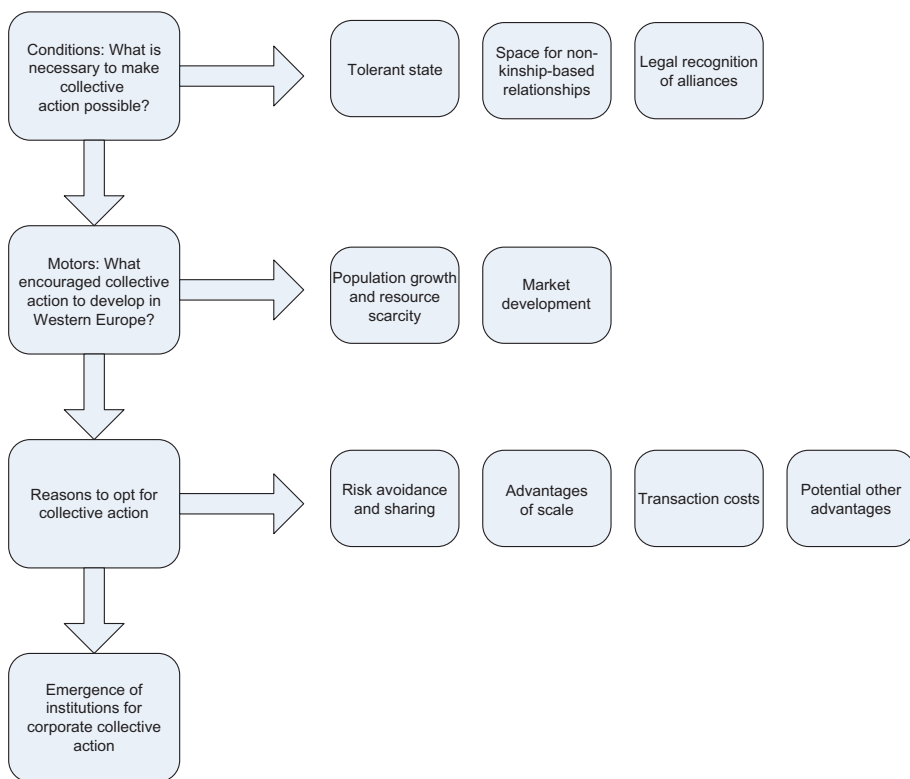 Conditions: What is
necessary to make
collective
action possible?
Tolerant state
Space for non-
kinship-based
relationships
Legal recognition
of alliances
Motors: What
encouraged collective
action to develop in
Western Europe?
Population growth
and resource
scarcity
Market
development
Reasons to opt for
collective action
Risk avoidance
and sharing
Advantages
of scale
Transaction costs
Potential other
advantages
Emergence of
institutions for
corporate collective
action